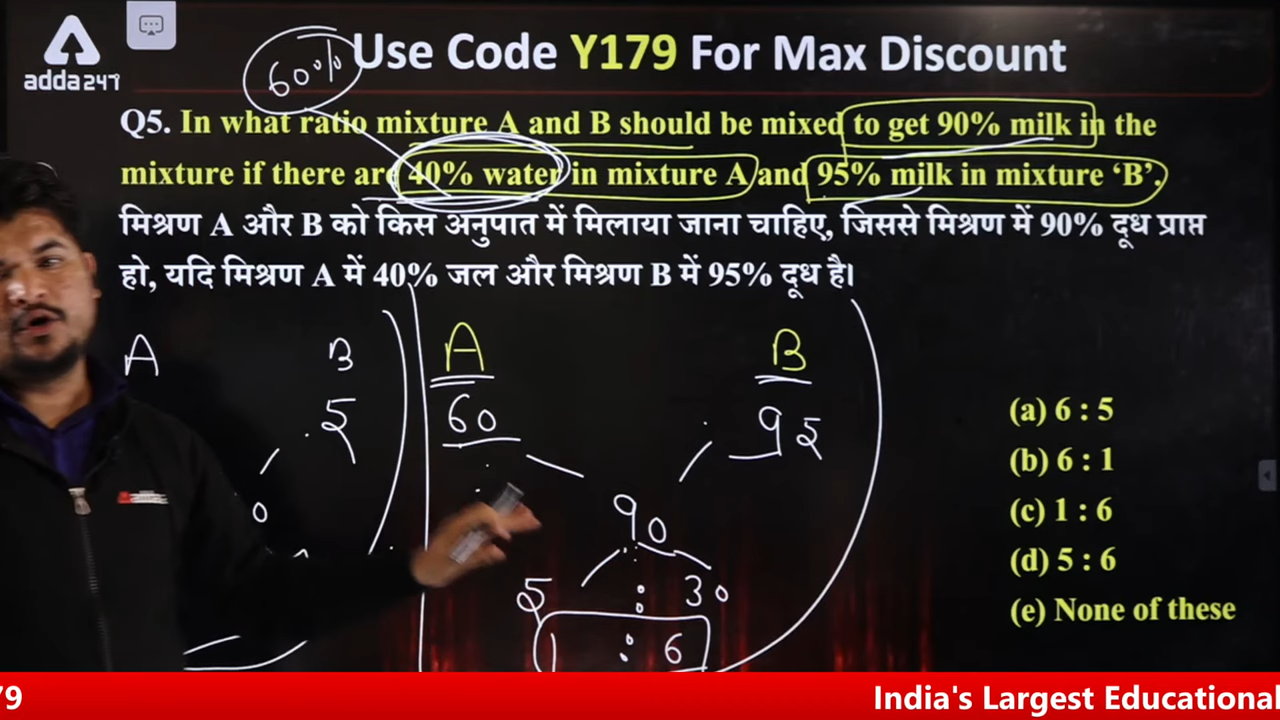 adda247
Use Code Y179 For Max Discount
60%
Q5. In what ratio mixture A and B should be mixed to get 90% milk in the
mixture if there are 40% water in mixture A and 95% milk in mixture ‘B’.
मिश्रण A और B को किस अनुपात में मिलाया जाना चाहिए, जिससे मिश्रण में 90% दूध प्राप्त
हो, यदि मिश्रण A में 40% जल और मिश्रण B में 95% दूध है।
A B
5
0
A B
60 95
90
5 : 30
1 : 6
(a) 6 : 5
(b) 6 : 1
(c) 1 : 6
(d) 5 : 6
(e) None of these
79
India's Largest Educational